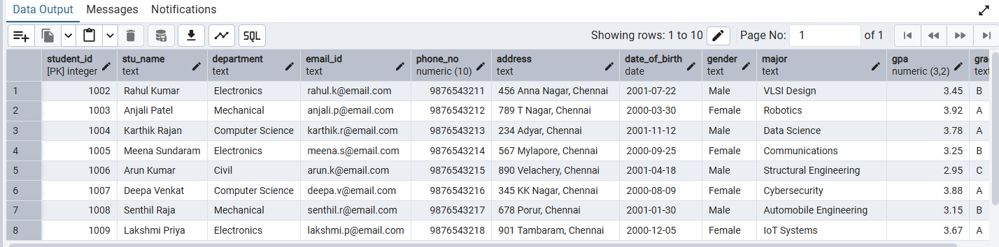 Data Output Messages Notifications
SQL Showing rows: 1 to 10 Page No: 1 of 1
student_id stu_name department email_id phone_no address date_of_birth gender major gpa
[PK] integer text text text numeric (10) text date text text numeric (3,2) text
1 1002 Rahul Kumar Electronics rahul.k@email.com 9876543211 456 Anna Nagar, Chennai 2001-07-22 Male VLSI Design 3.45 B
2 1003 Anjali Patel Mechanical anjali.p@email.com 9876543212 789 T Nagar, Chennai 2000-03-30 Female Robotics 3.92 A
3 1004 Karthik Rajan Computer Science karthik.r@email.com 9876543213 234 Adyar, Chennai 2001-11-12 Male Data Science 3.78 A
4 1005 Meena Sundaram Electronics meena.s@email.com 9876543214 567 Mylapore, Chennai 2000-09-25 Female Communications 3.25 B
5 1006 Arun Kumar Civil arun.k@email.com 9876543215 890 Velachery, Chennai 2001-04-18 Male Structural Engineering 2.95 C
6 1007 Deepa Venkat Computer Science deepa.v@email.com 9876543216 345 KK Nagar, Chennai 2000-08-09 Female Cybersecurity 3.88 A
7 1008 Senthil Raja Mechanical senthil.r@email.com 9876543217 678 Porur, Chennai 2001-01-30 Male Automobile Engineering 3.15 B
8 1009 Lakshmi Priya Electronics lakshmi.p@email.com 9876543218 901 Tambaram, Chennai 2000-12-05 Female IoT Systems 3.67 A